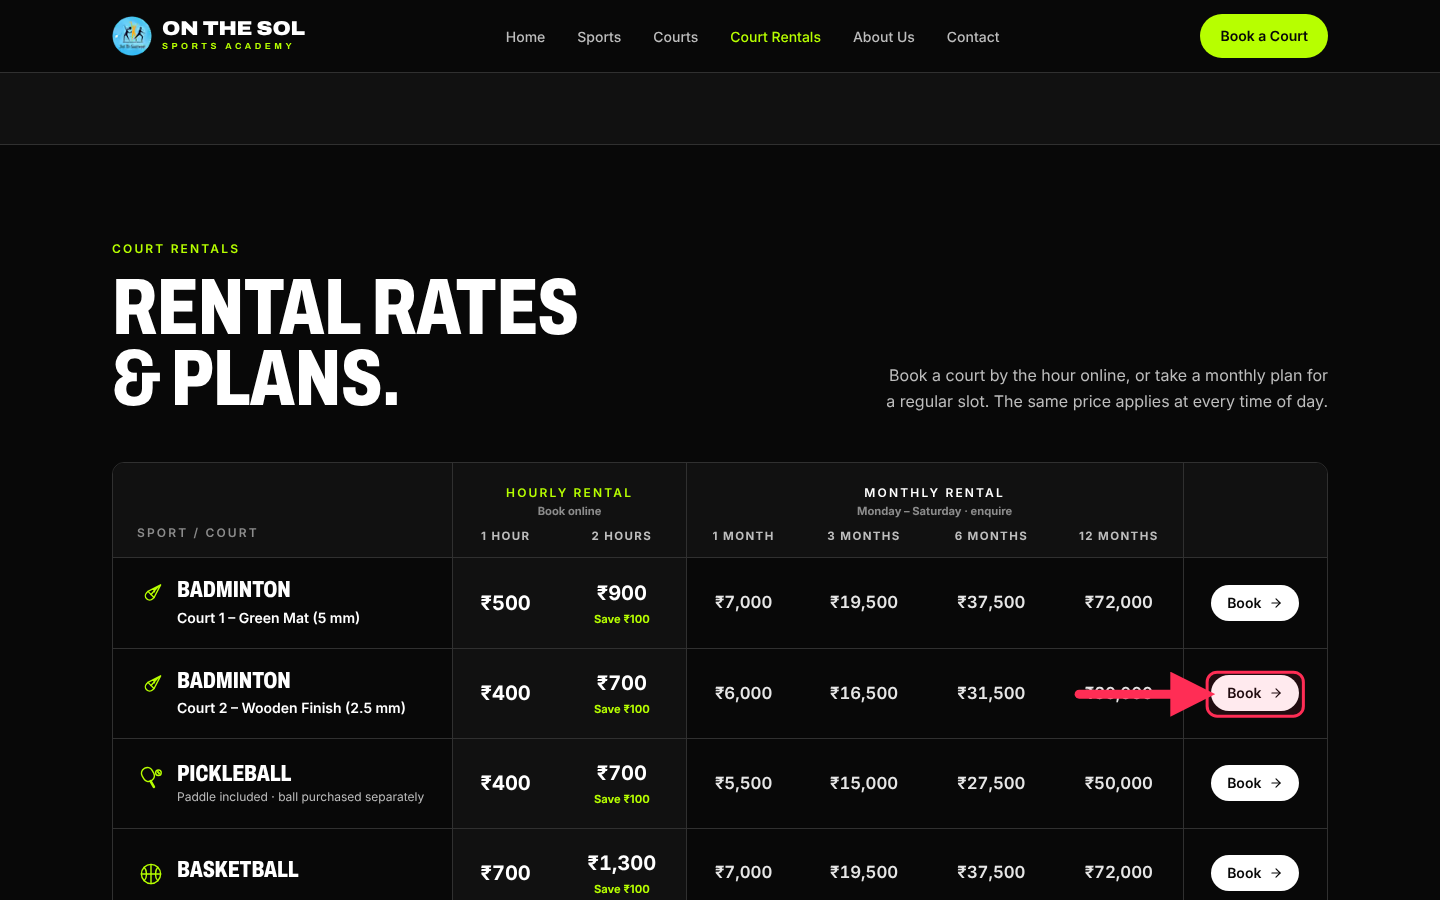 ON THE SOL
SPORTS ACADEMY
Home Sports Courts Court Rentals About Us Contact
Book a Court
COURT RENTALS
RENTAL RATES
& PLANS.
Book a court by the hour online, or take a monthly plan for
a regular slot. The same price applies at every time of day.
SPORT / COURT
HOURLY RENTAL
Book online
1 HOUR 2 HOURS
MONTHLY RENTAL
Monday – Saturday · enquire
1 MONTH 3 MONTHS 6 MONTHS 12 MONTHS
BADMINTON
Court 1 – Green Mat (5 mm)
₹500 ₹900 ₹7,000 ₹19,500 ₹37,500 ₹72,000 Book →
Save ₹100
BADMINTON
Court 2 – Wooden Finish (2.5 mm)
₹400 ₹700 ₹6,000 ₹16,500 ₹31,500 Book →
Save ₹100
PICKLEBALL
Paddle included · ball purchased separately
₹400 ₹700 ₹5,500 ₹15,000 ₹27,500 ₹50,000 Book →
Save ₹100
BASKETBALL
₹700 ₹1,300 ₹7,000 ₹19,500 ₹37,500 ₹72,000 Book →
Save ₹100